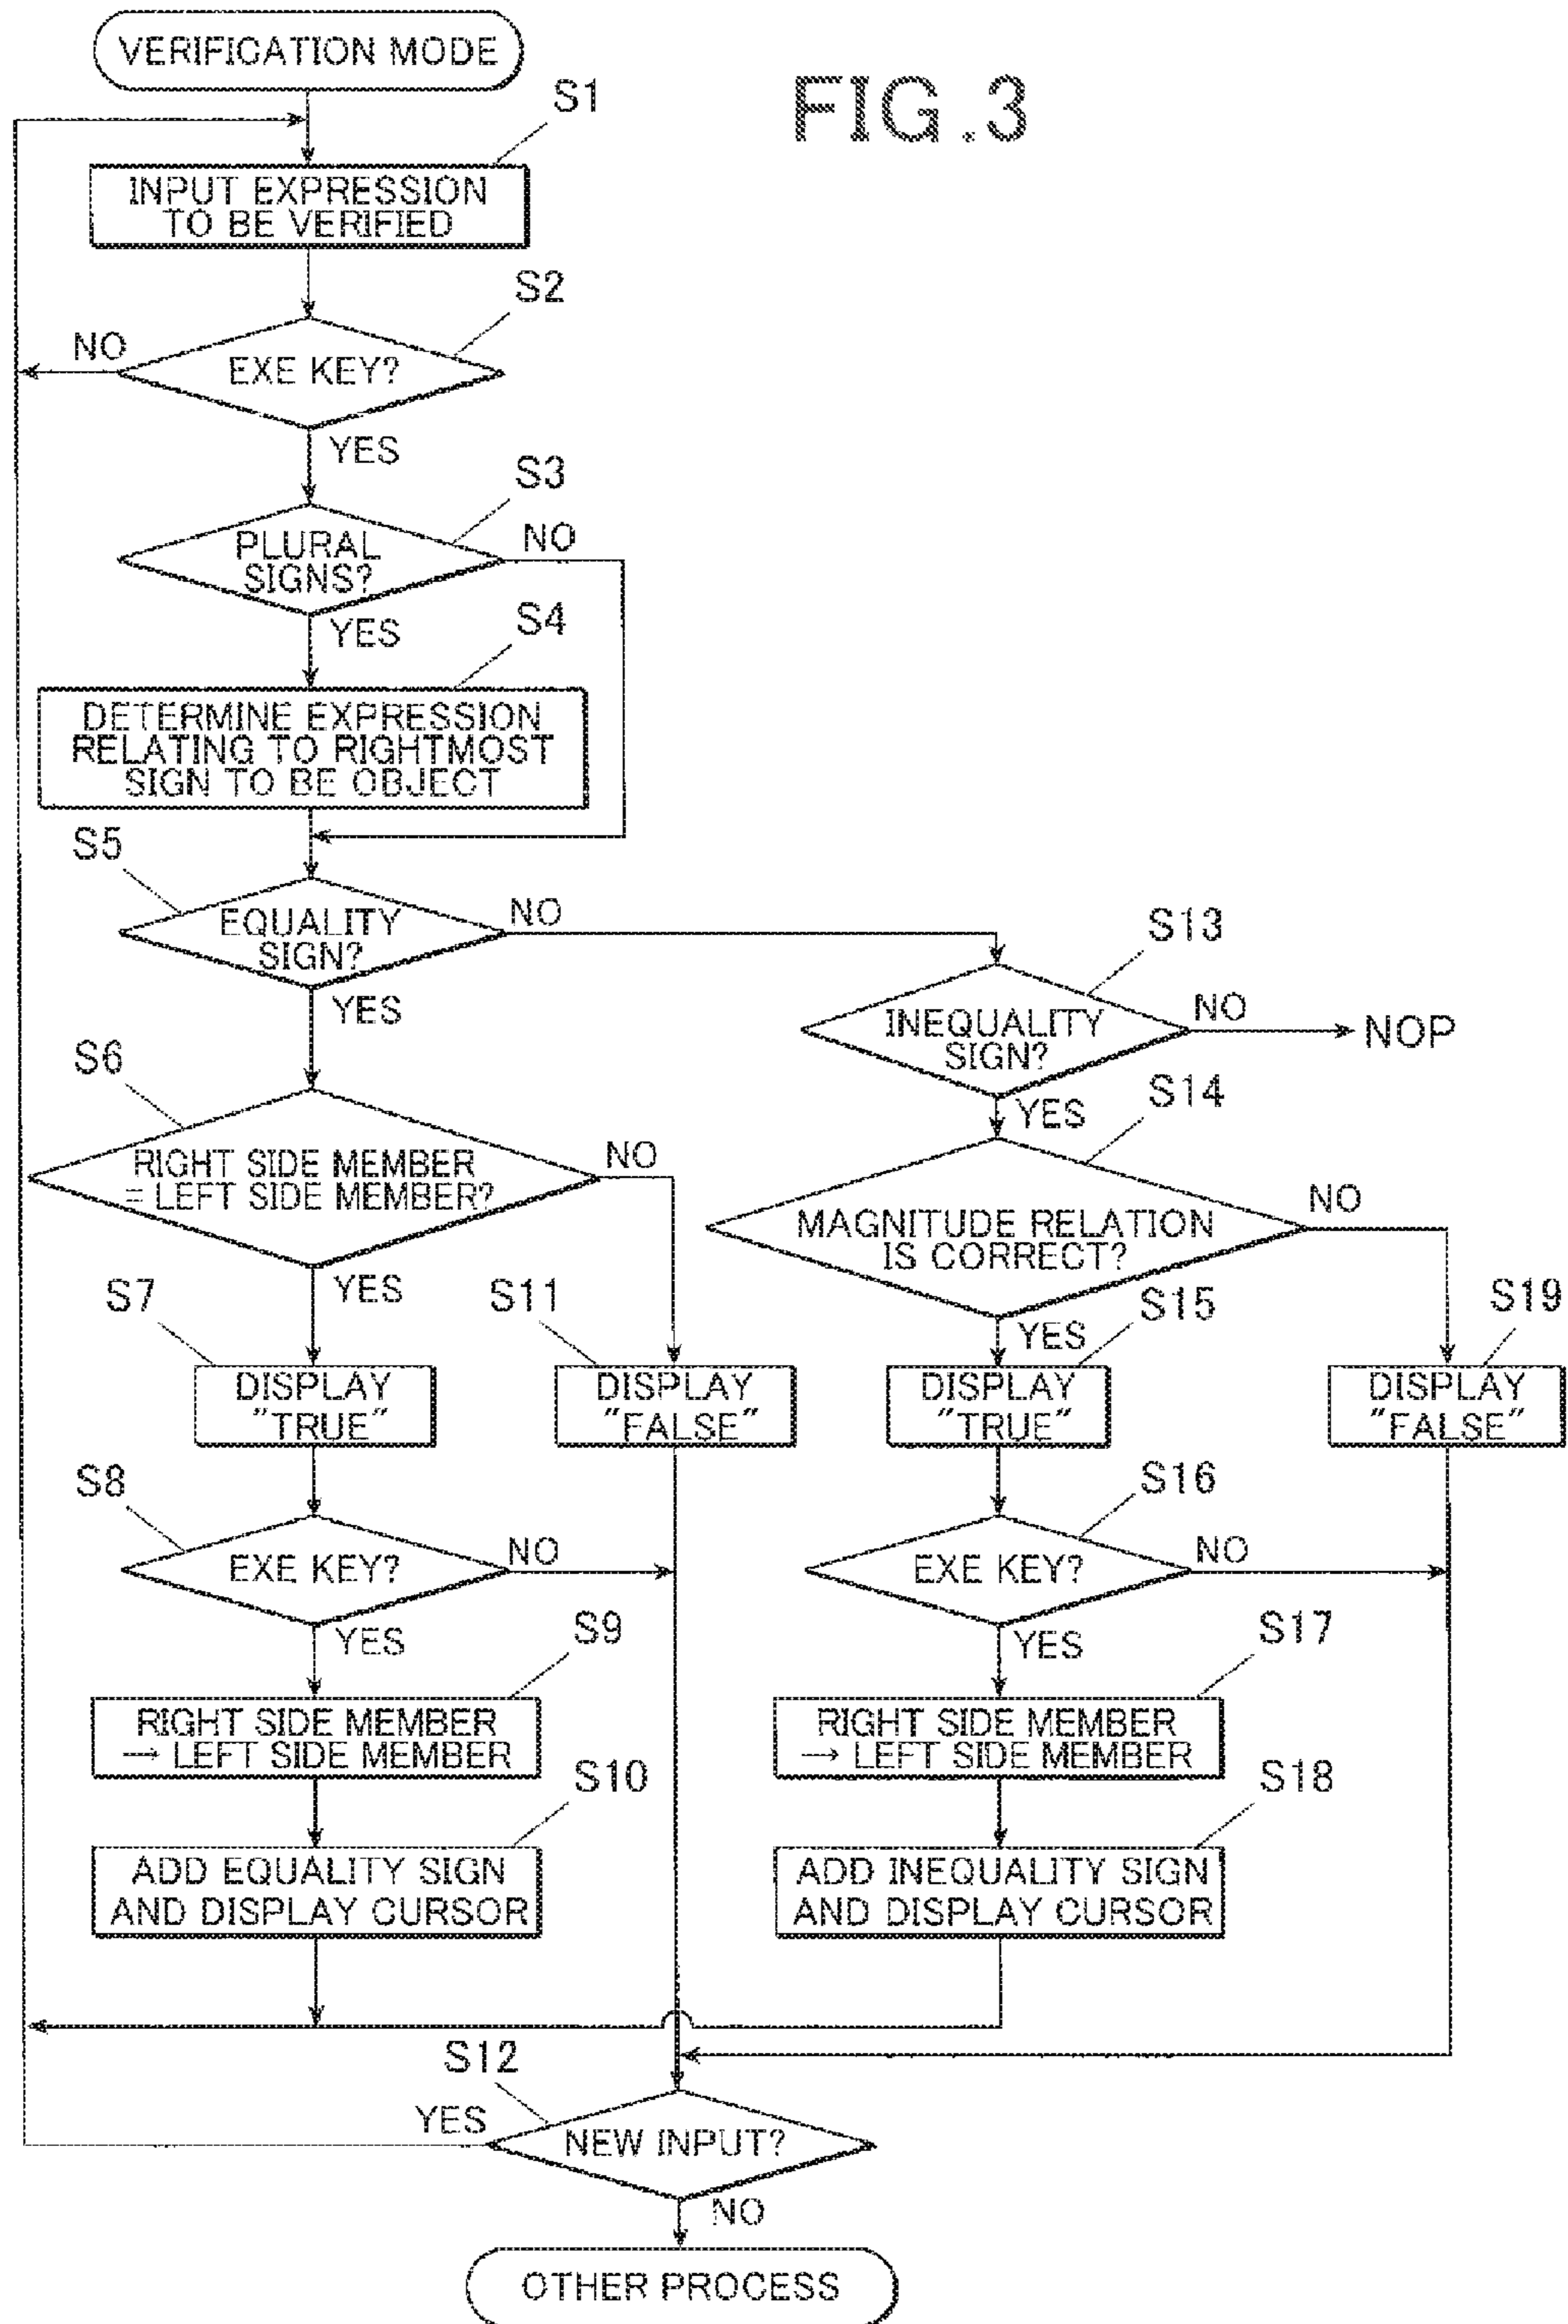 VERIFICATION MODE
FIG.3
S1
INPUT EXPRESSION
TO BE VERIFIED
S2
NO
EXE KEY?
YES
S3
PLURAL
SIGNS?
NO
YES
S4
DETERMINE EXPRESSION
RELATING TO RIGHTMOST
SIGN TO BE OBJECT
S5
EQUALITY
SIGN?
NO
YES
S13
INEQUALITY
SIGN?
NO
NOP
YES
S6
RIGHT SIDE MEMBER
= LEFT SIDE MEMBER?
NO
YES
S14
MAGNITUDE RELATION
IS CORRECT?
NO
YES
S7
DISPLAY
"TRUE"
S11
DISPLAY
"FALSE"
S15
DISPLAY
"TRUE"
S19
DISPLAY
"FALSE"
S8
EXE KEY?
NO
YES
S16
EXE KEY?
NO
YES
S9
RIGHT SIDE MEMBER
→ LEFT SIDE MEMBER
S17
RIGHT SIDE MEMBER
→ LEFT SIDE MEMBER
S10
ADD EQUALITY SIGN
AND DISPLAY CURSOR
S18
ADD INEQUALITY SIGN
AND DISPLAY CURSOR
S12
YES
NEW INPUT?
NO
OTHER PROCESS